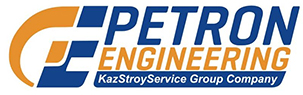 PETRON
ENGINEERING
KazStroyService Group Company